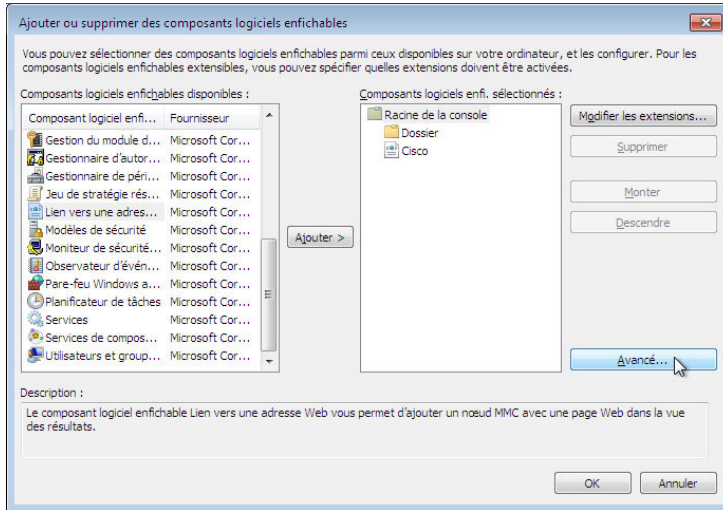 Ajouter ou supprimer des composants logiciels enfichables
Vous pouvez sélectionner des composants logiciels enfichables parmi ceux disponibles sur votre ordinateur, et les configurer. Pour les
composants logiciels enfichables extensibles, vous pouvez spécifier quelles extensions doivent être activées.
Composants logiciels enfichables disponibles :
Composant logiciel enfi... Fournisseur
Gestion du module d... Microsoft Cor...
Gestionnaire d'autor... Microsoft Cor...
Gestionnaire de péri... Microsoft Cor...
Jeu de stratégie rés... Microsoft Cor...
Lien vers une adres... Microsoft Cor...
Modèles de sécurité Microsoft Cor...
Moniteur de sécurité... Microsoft Cor...
Observateur d'évén... Microsoft Cor...
Pare-feu Windows a... Microsoft Cor...
Planificateur de tâches Microsoft Cor...
Services Microsoft Cor...
Services de compos... Microsoft Cor...
Utilisateurs et group... Microsoft Cor...
Ajouter >
Composants logiciels enfi. sélectionnés :
Racine de la console
Dossier
Cisco
Modifier les extensions...
Supprimer
Monter
Descendre
Avancé...
Description :
Le composant logiciel enfichable Lien vers une adresse Web vous permet d'ajouter un nœud MMC avec une page Web dans la vue
des résultats.
OK
Annuler